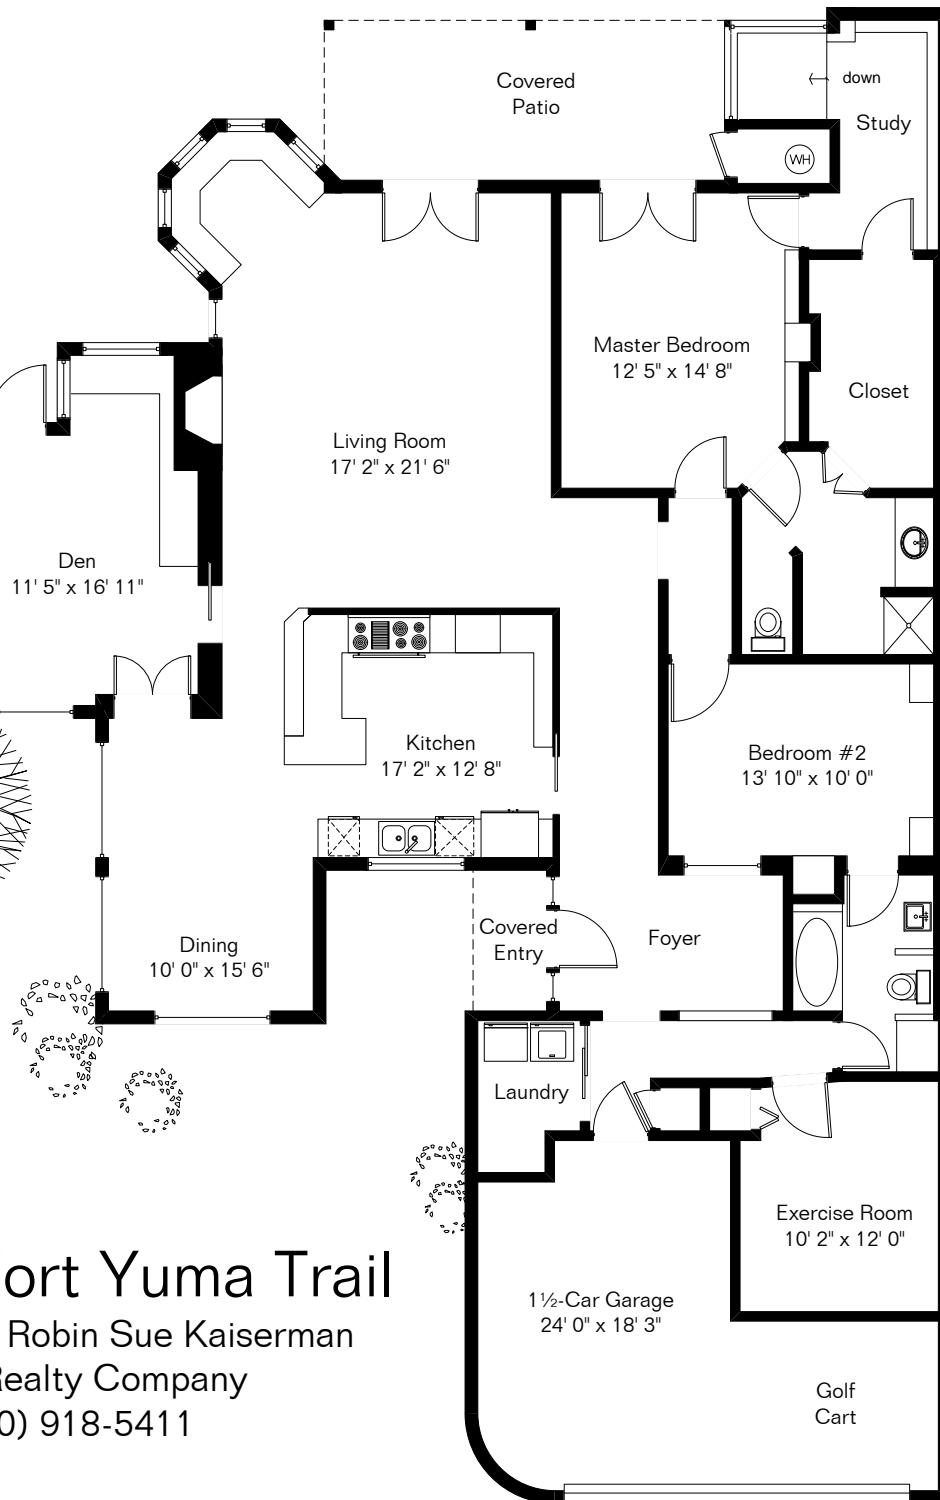 Covered
Patio
down
Study
WH
Master Bedroom
12' 5" x 14' 8"
Closet
Living Room
17' 2" x 21' 6"
Den
11' 5" x 16' 11"
Kitchen
17' 2" x 12' 8"
Bedroom #2
13' 10" x 10' 0"
Covered
Entry
Foyer
Dining
10' 0" x 15' 6"
Laundry
Exercise Room
10' 2" x 12' 0"
1½-Car Garage
24' 0" x 18' 3"
Golf
Cart
ort Yuma Trail
Robin Sue Kaiserman
ealty Company
0) 918-5411